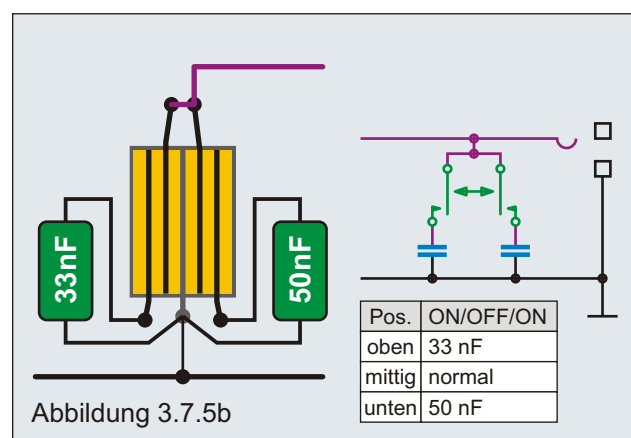 33nF
50nF
Pos. ON/OFF/ON
oben 33 nF
mittig normal
unten 50 nF
Abbildung 3.7.5b